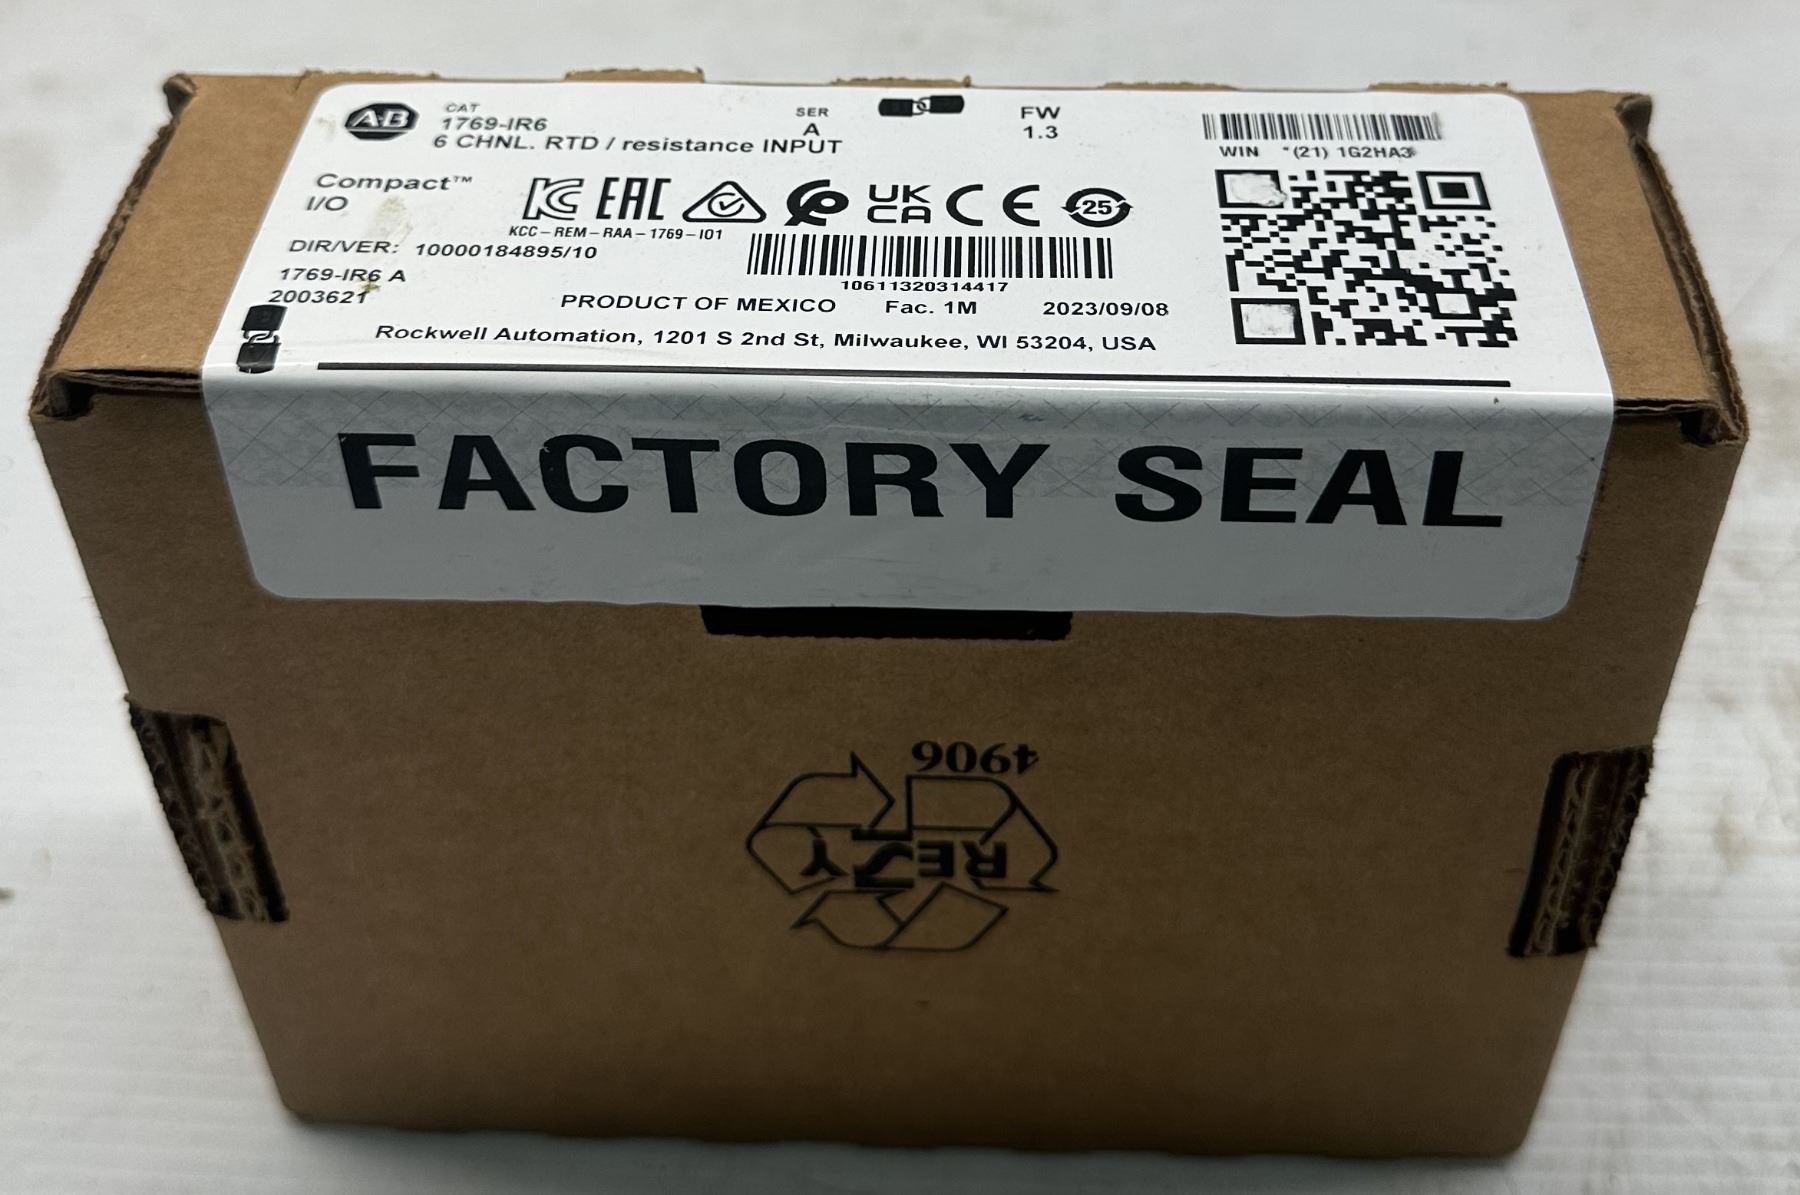 AB
CAT
1769-IR6
6 CHNL. RTD / resistance INPUT
SER
A
FW
1.3
WIN *(21) 1G2HA3
Compact™
I/O
KC EAC UK CA CE 25
KCC-REM-RAA-1769-I01
DIR/VER: 10000184895/10
1769-IR6 A
2003621
10611320314417
PRODUCT OF MEXICO Fac. 1M 2023/09/08
Rockwell Automation, 1201 S 2nd St, Milwaukee, WI 53204, USA
FACTORY SEAL
4906